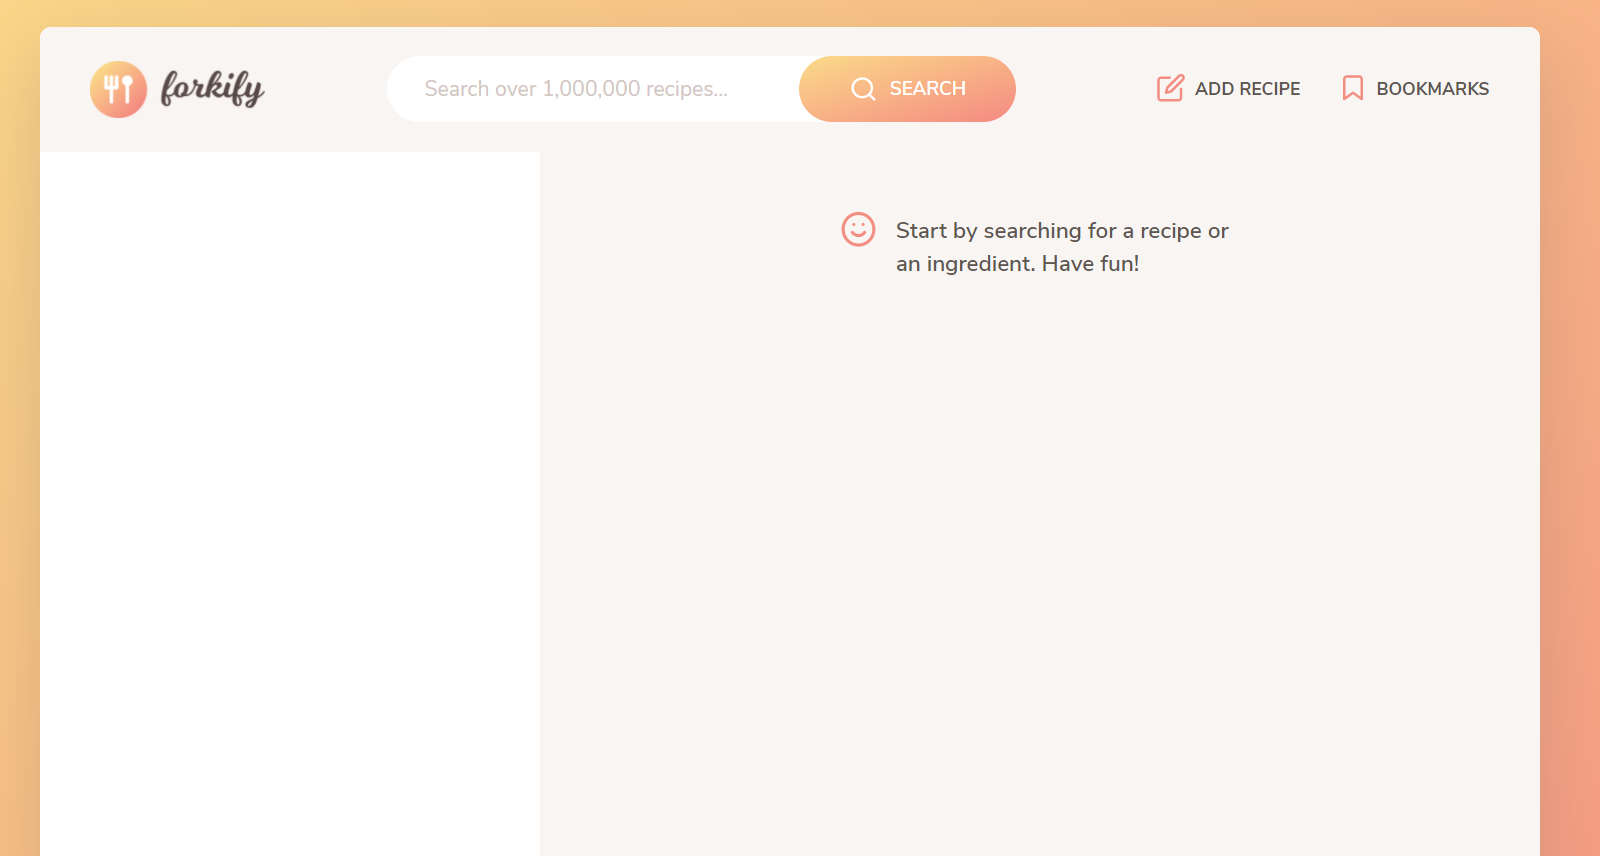 forkify
Search over 1,000,000 recipes...
SEARCH
ADD RECIPE
BOOKMARKS
Start by searching for a recipe or
an ingredient. Have fun!